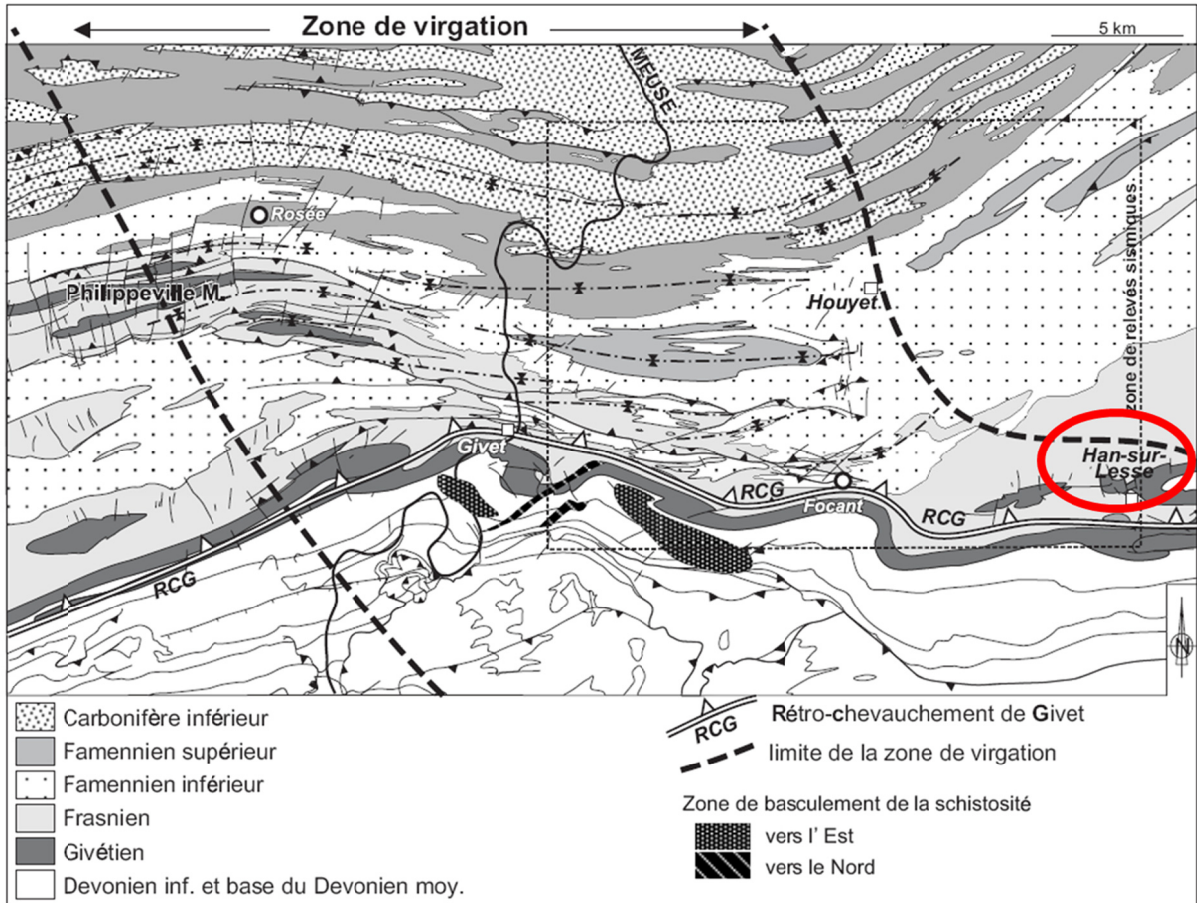 Zone de virgation
5 km
MEUSE
Rosée
Philippeville M.
Houyet
zone de relevés sismiques
Han-sur-
Lesse
Givet
RCG
Focant
RCG
RCG
Carbonifère inférieur
Famennien supérieur
Famennien inférieur
Frasnien
Givétien
Devonien inf. et base du Devonien moy.
RCG
Rétro-chevauchement de Givet
limite de la zone de virgation
Zone de basculement de la schistosité
vers l' Est
vers le Nord
N